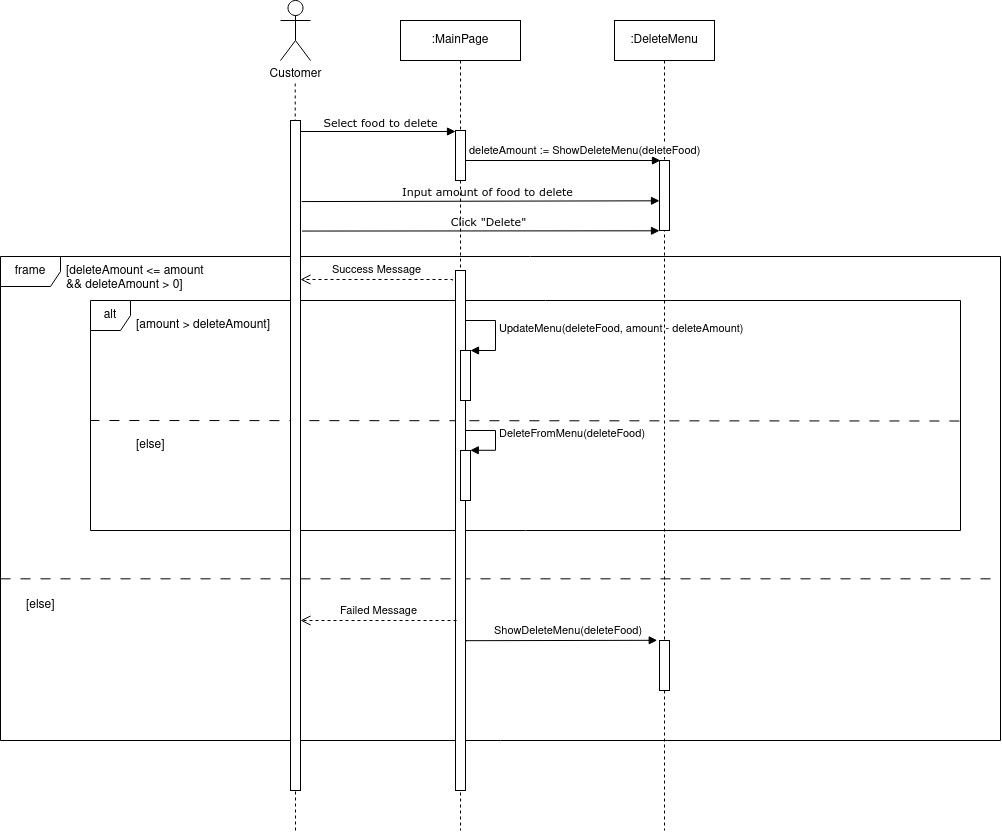 :MainPage
:DeleteMenu
Customer
Select food to delete
deleteAmount := ShowDeleteMenu(deleteFood)
Input amount of food to delete
Click "Delete"
frame
[deleteAmount <= amount
&& deleteAmount > 0]
Success Message
alt
[amount > deleteAmount]
UpdateMenu(deleteFood, amount - deleteAmount)
[else]
DeleteFromMenu(deleteFood)
[else]
Failed Message
ShowDeleteMenu(deleteFood)